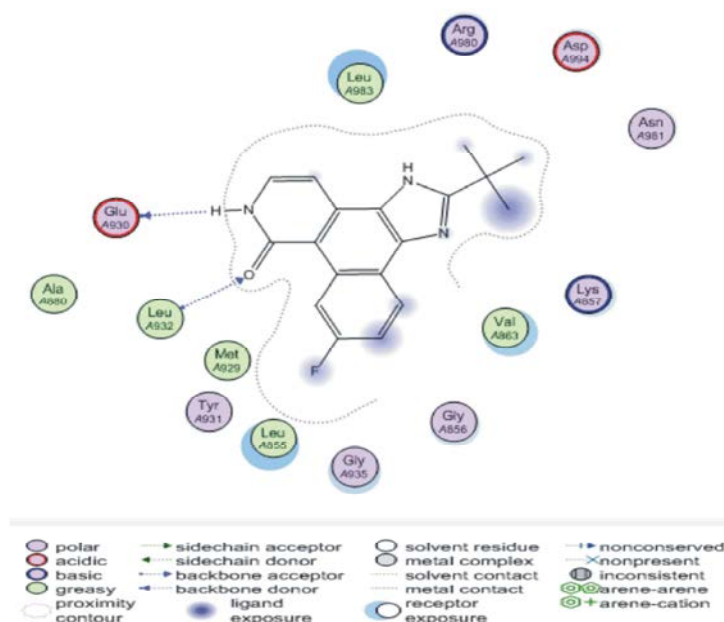 Arg
A980
Asp
A994
Leu
A983
Asn
A981
H
N
N
H
N
O
F
Glu
A930
Ala
A880
Leu
A932
Met
A929
Tyr
A931
Leu
A855
Gly
A935
Gly
A856
Val
A863
Lys
A857
polar
acidic
basic
greasy
proximity
contour
sidechain acceptor
sidechain donor
backbone acceptor
backbone donor
ligand
exposure
solvent residue
metal complex
solvent contact
metal contact
receptor
exposure
nonconserved
nonpresent
inconsistent
arene-arene
arene-cation